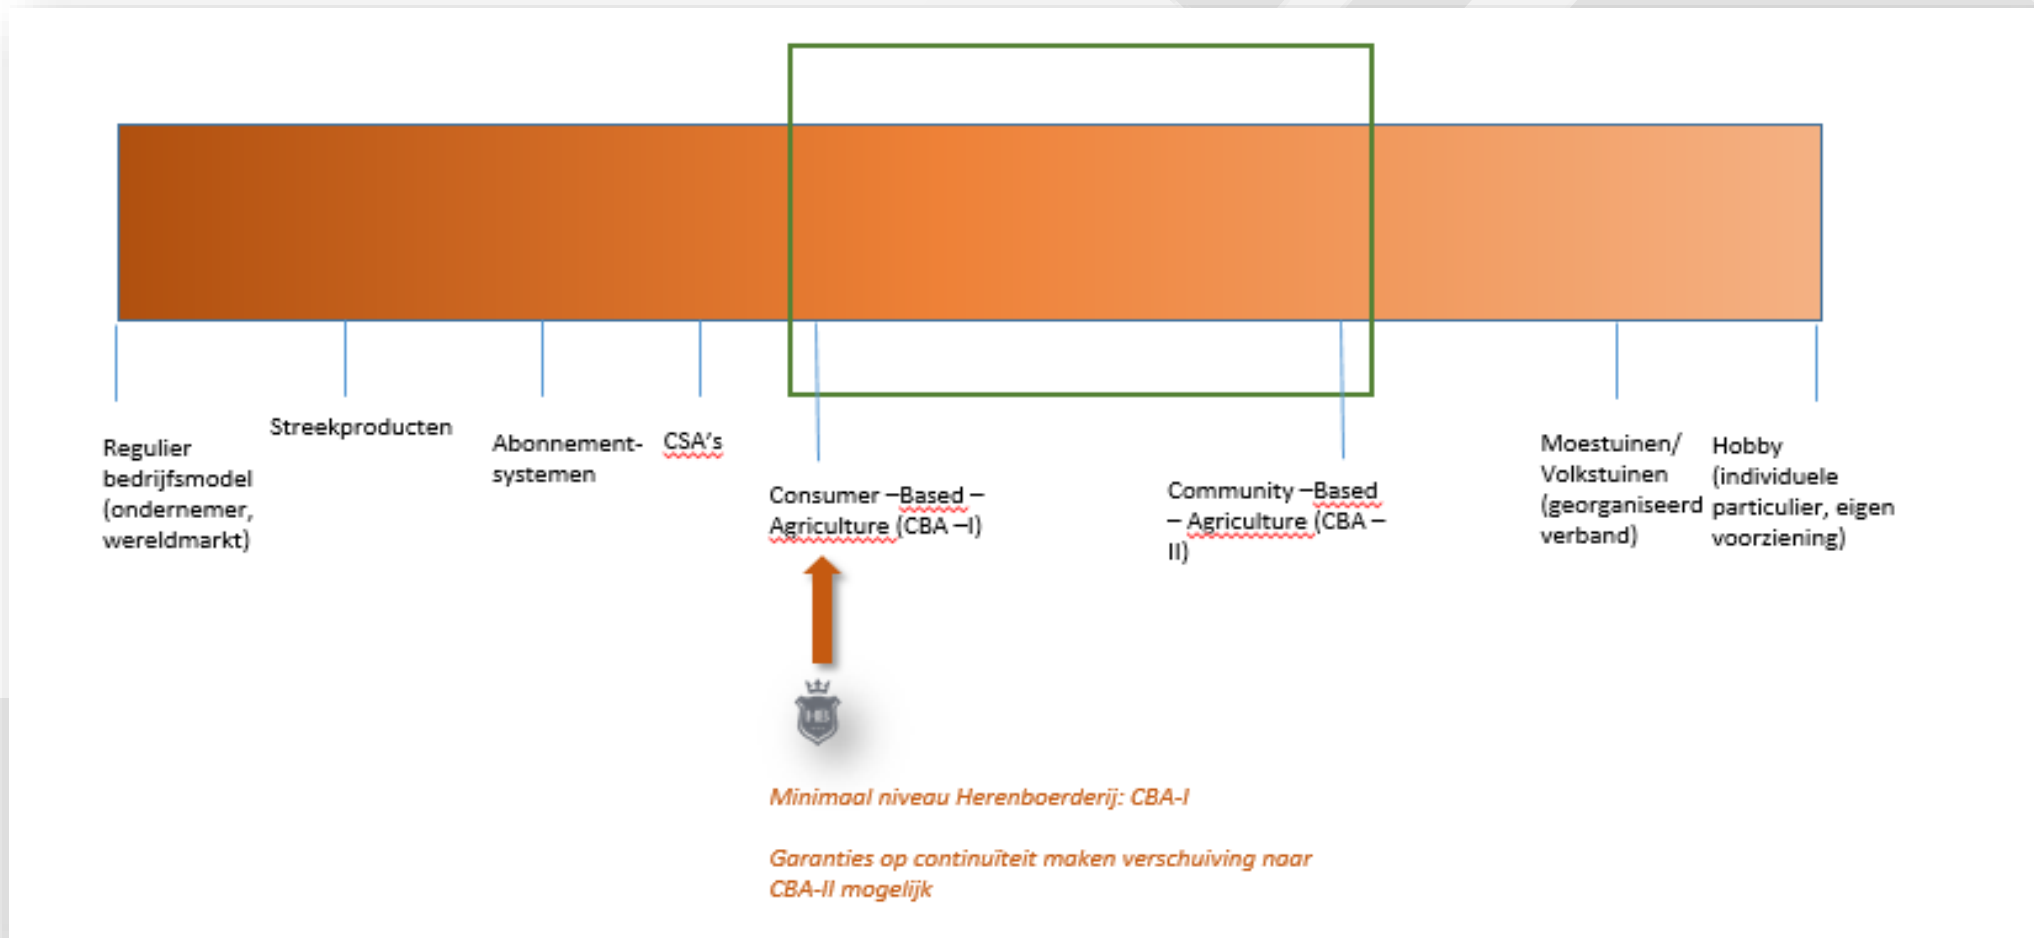 Regulier
bedrijfsmodel
(ondernemer,
wereldmarkt)
Streekproducten
Abonnement-
systemen
CSA's
Consumer –Based –
Agriculture (CBA –I)
Community –Based
– Agriculture (CBA –
II)
Moestuinen/
Volkstuinen
(georganiseerd
verband)
Hobby
(individuele
particulier, eigen
voorziening)
HB
Minimaal niveau Herenboerderij: CBA-I
Garanties op continuïteit maken verschuiving naar
CBA-II mogelijk